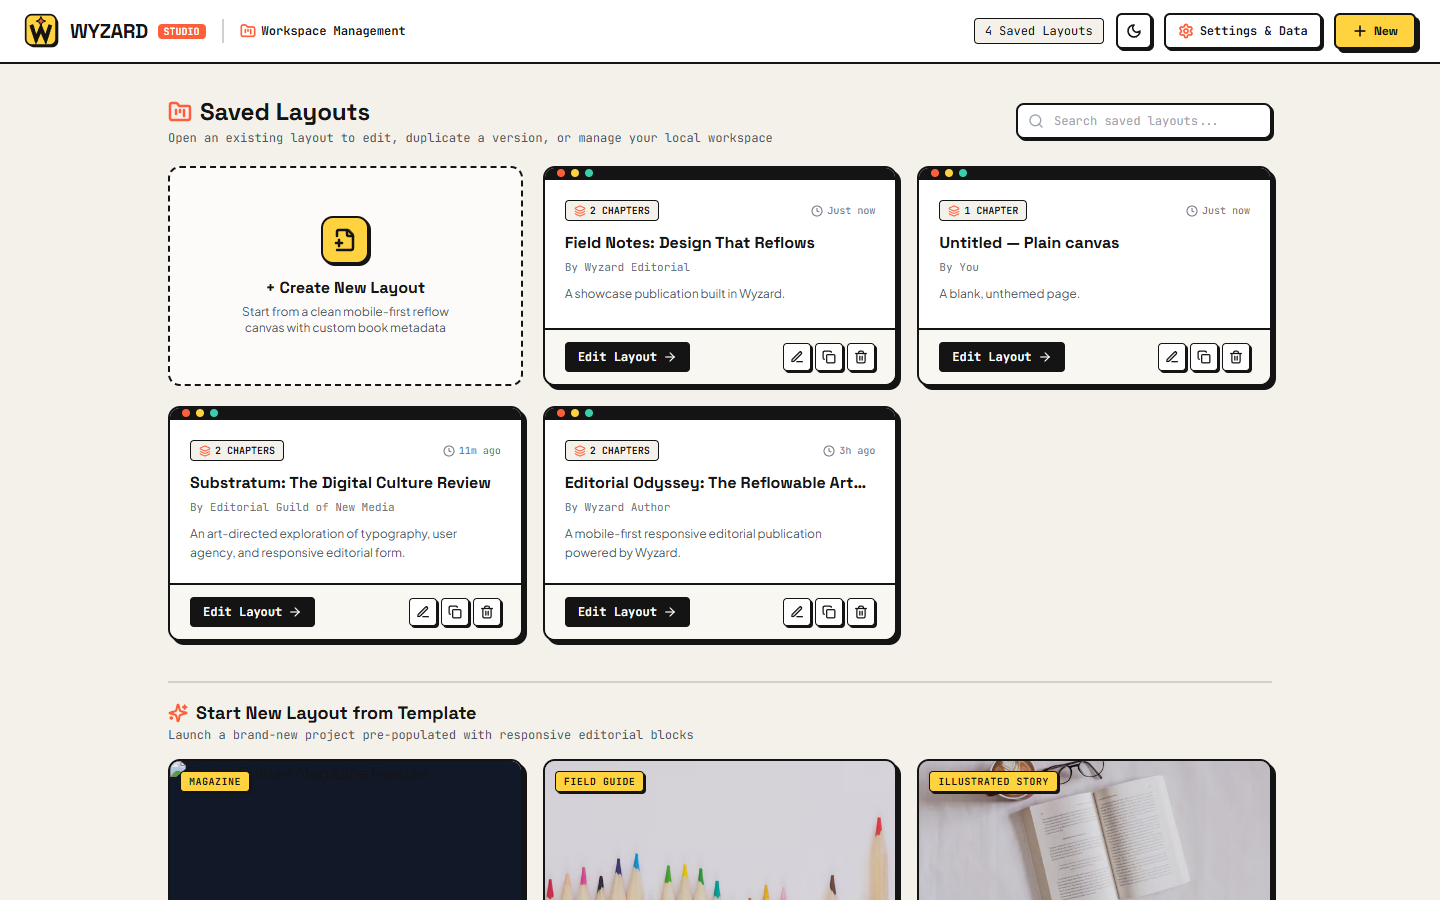 WYZARD STUDIO Workspace Management 4 Saved Layouts Settings & Data New
Saved Layouts
Open an existing layout to edit, duplicate a version, or manage your local workspace
Search saved layouts...
+ Create New Layout
Start from a clean mobile-first reflow
canvas with custom book metadata
2 CHAPTERS Just now
Field Notes: Design That Reflows
By Wyzard Editorial
A showcase publication built in Wyzard.
Edit Layout
1 CHAPTER Just now
Untitled — Plain canvas
By You
A blank, unthemed page.
Edit Layout
2 CHAPTERS 11m ago
Substratum: The Digital Culture Review
By Editorial Guild of New Media
An art-directed exploration of typography, user
agency, and responsive editorial form.
Edit Layout
2 CHAPTERS 3h ago
Editorial Odyssey: The Reflowable Art...
By Wyzard Author
A mobile-first responsive editorial publication
powered by Wyzard.
Edit Layout
Start New Layout from Template
Launch a brand-new project pre-populated with responsive editorial blocks
MAGAZINE
FIELD GUIDE
ILLUSTRATED STORY